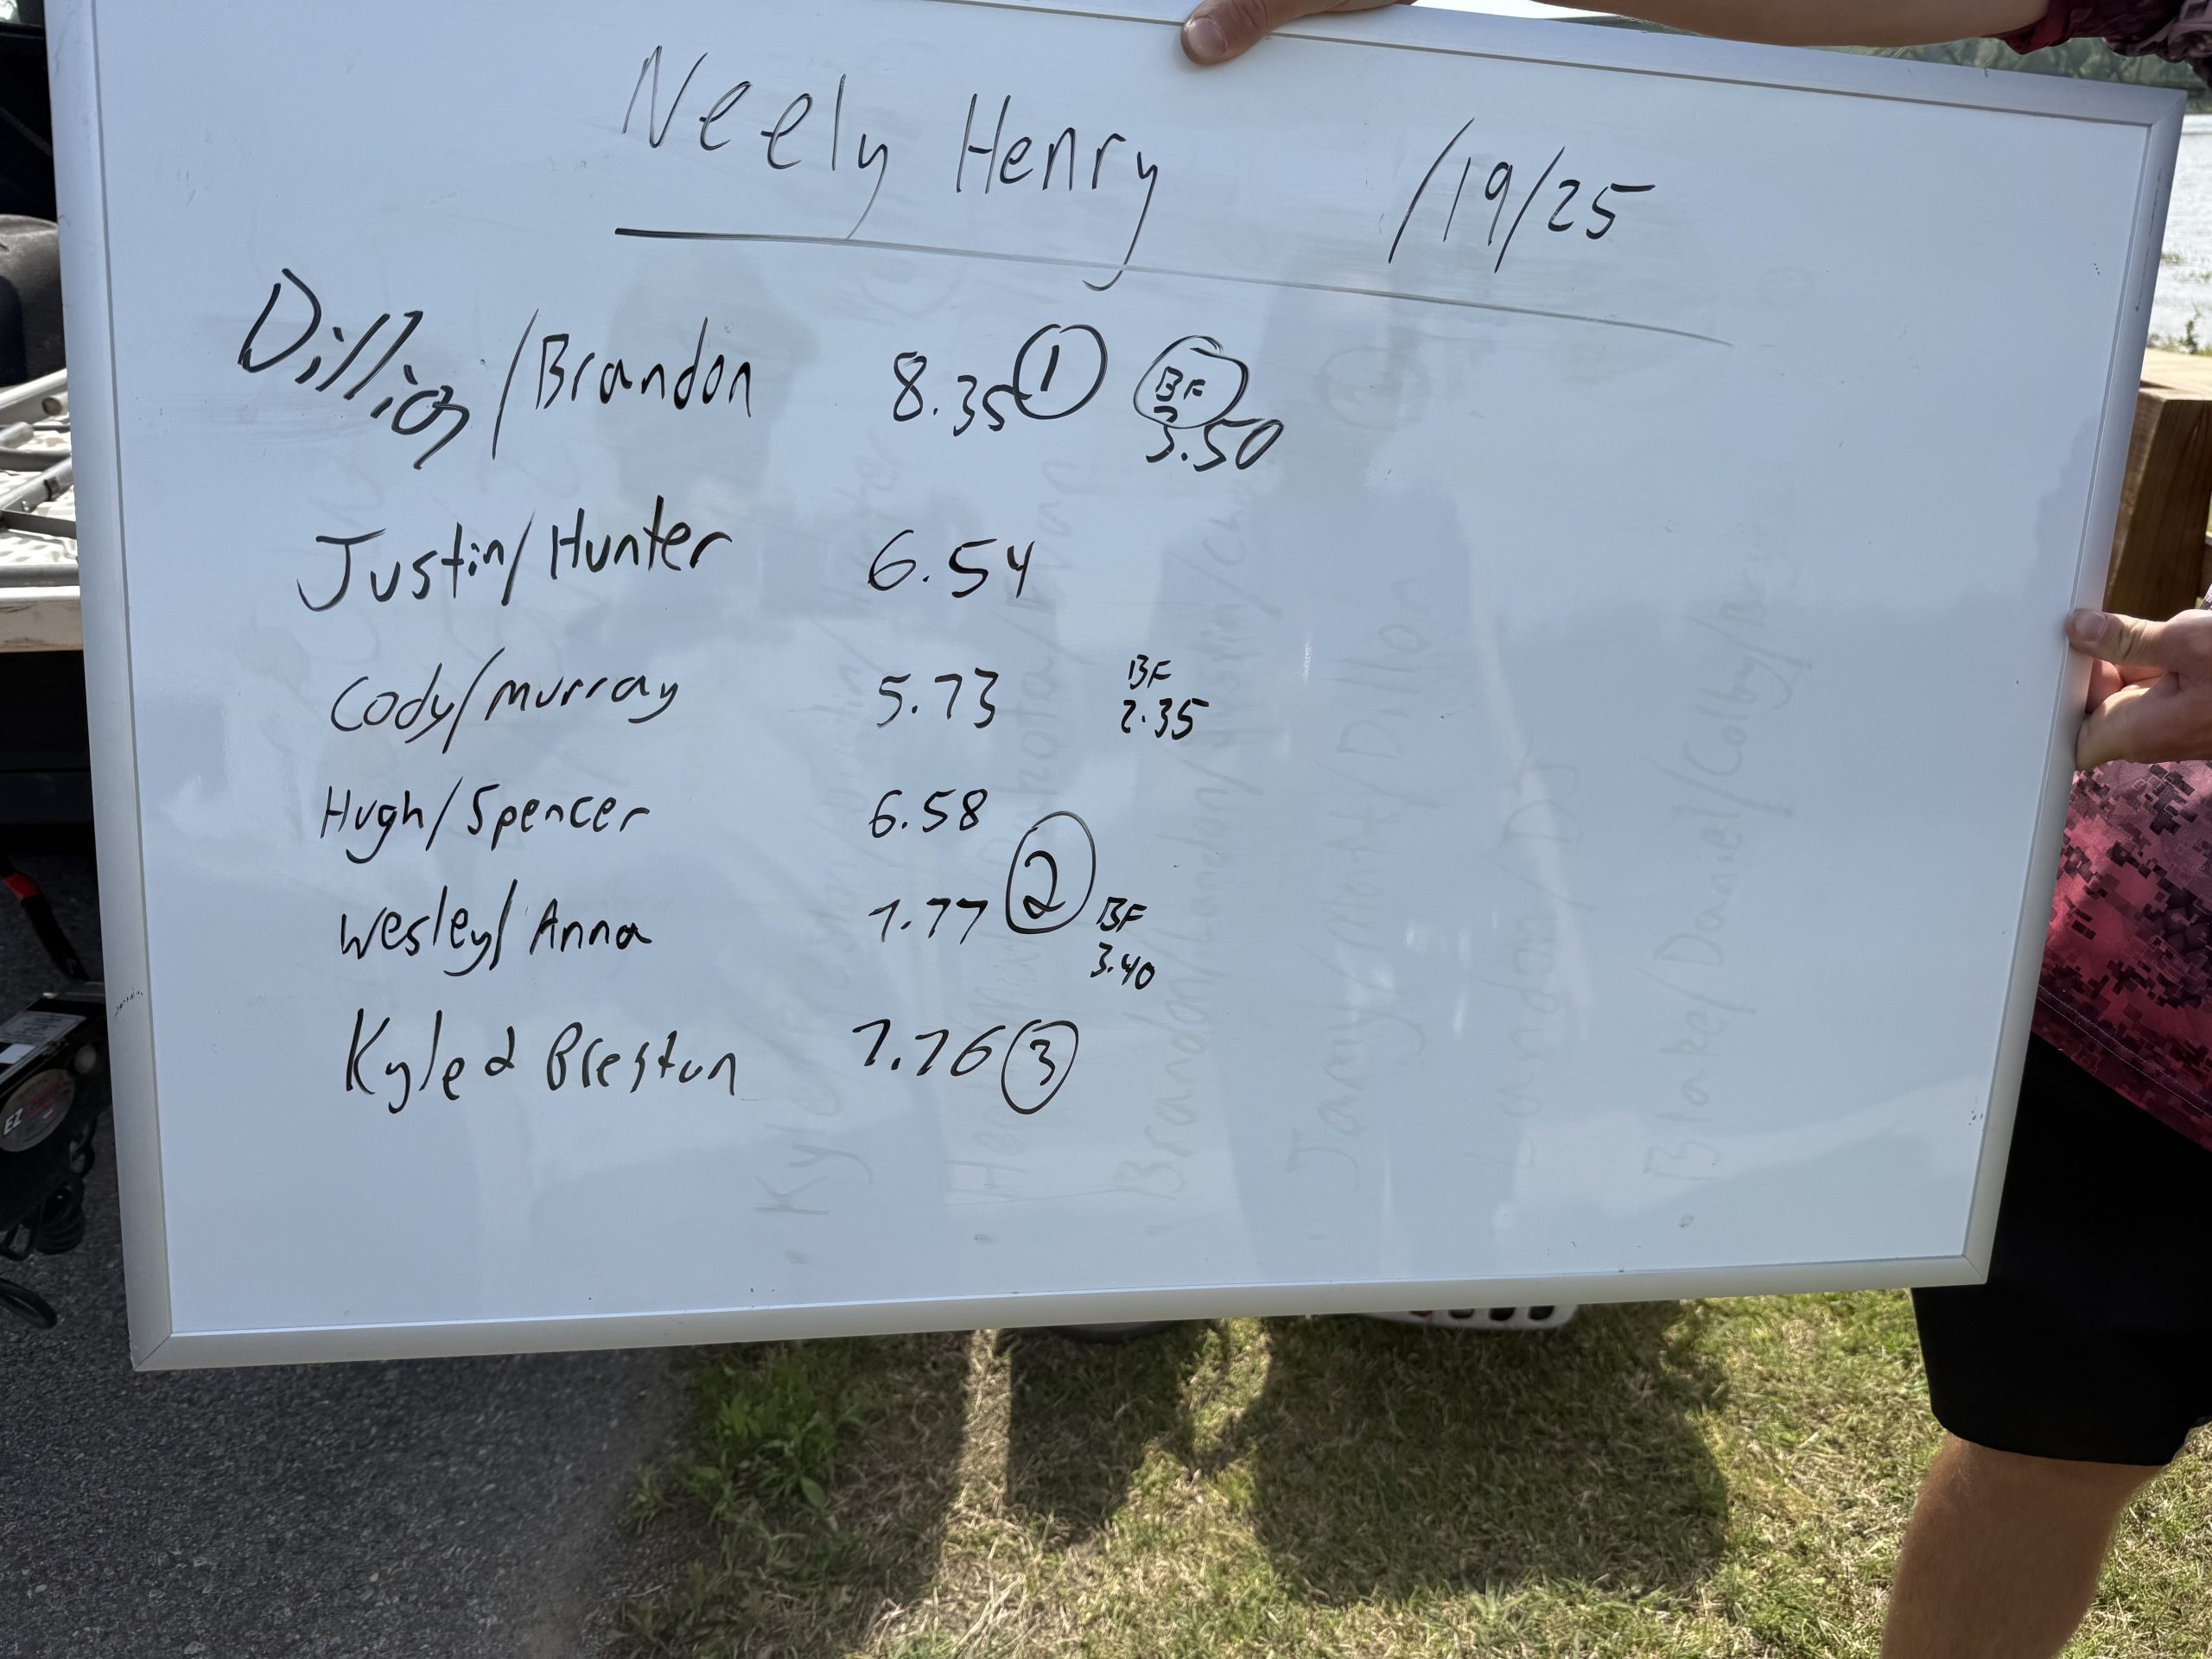 Neely Henry /19/25
/Brandon 8.35 1 BF
3.50
Justin/Hunter 6.54
Cody/murray 5.73 BF
2.35
Hugh/Spencer 6.58
Wesley/Anna 7.77 2 BF
3.40
Kyle & Preston 7.76 3